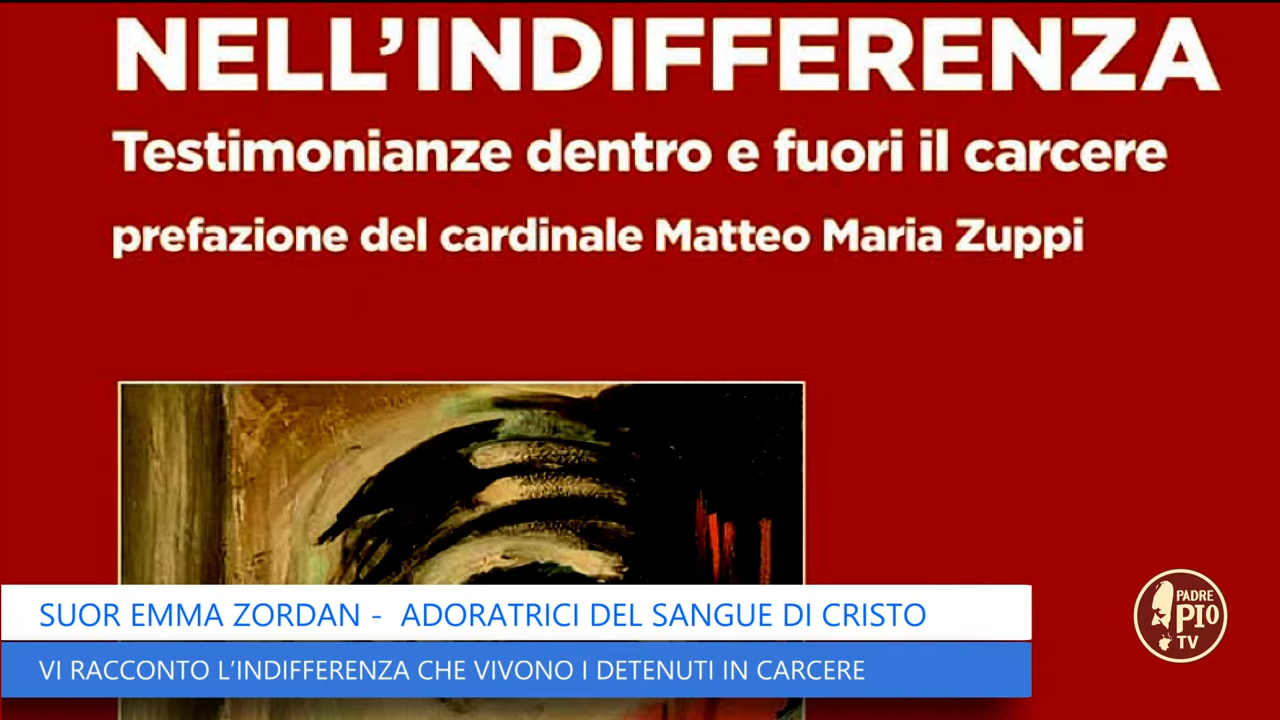 NELL’INDIFFERENZA
Testimonianze dentro e fuori il carcere
prefazione del cardinale Matteo Maria Zuppi
SUOR EMMA ZORDAN - ADORATRICI DEL SANGUE DI CRISTO
VI RACCONTO L’INDIFFERENZA CHE VIVONO I DETENUTI IN CARCERE
PADRE
PIO
TV